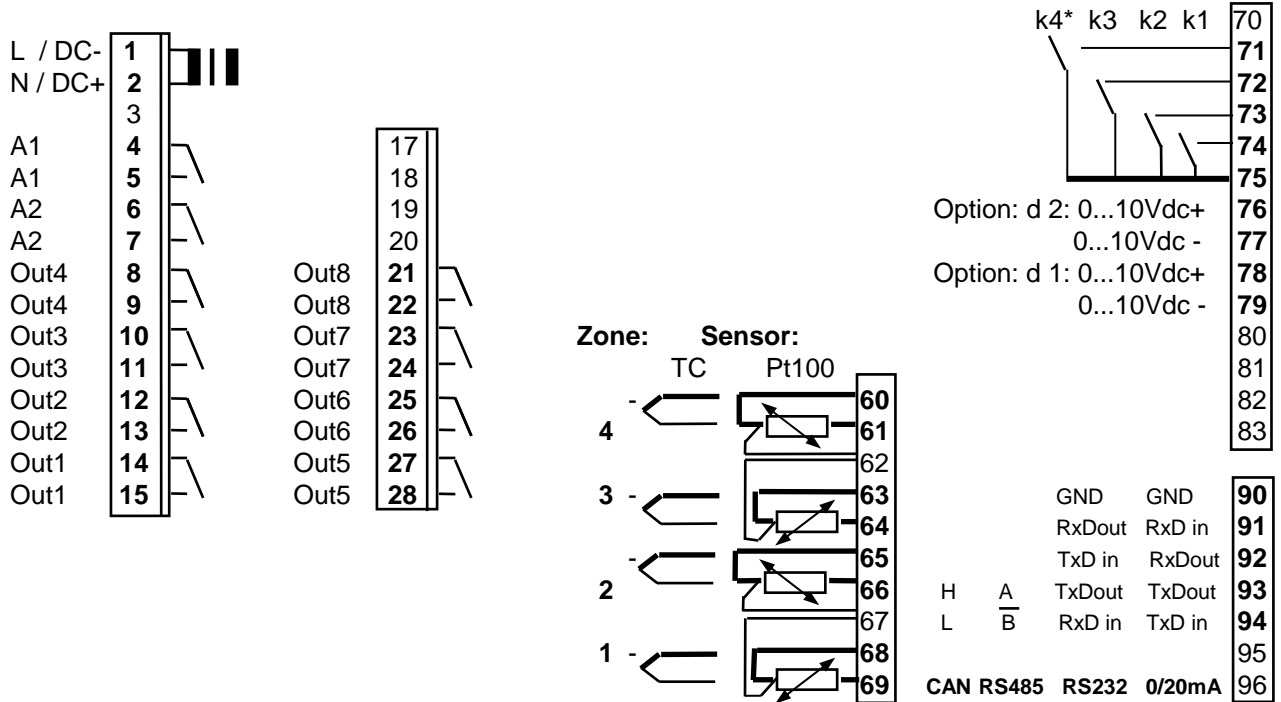 L / DC- 1
N / DC+ 2
3
A1 4
A1 5
A2 6
A2 7
Out4 8
Out4 9
Out3 10
Out3 11
Out2 12
Out2 13
Out1 14
Out1 15
17
18
19
20
Out8 21
Out8 22
Out7 23
Out7 24
Out6 25
Out6 26
Out5 27
Out5 28
Zone: Sensor:
TC Pt100
- 60
4 61
62
3 - 63
64
- 65
2 66
67
1 - 68
69
k4* k3 k2 k1 70
71
72
73
74
75
Option: d 2: 0...10Vdc+ 76
0...10Vdc - 77
Option: d 1: 0...10Vdc+ 78
0...10Vdc - 79
80
81
82
83
GND GND 90
RxDout RxD in 91
TxD in RxDout 92
H A TxDout TxDout 93
L B̅ RxD in TxD in 94
95
CAN RS485 RS232 0/20mA 96